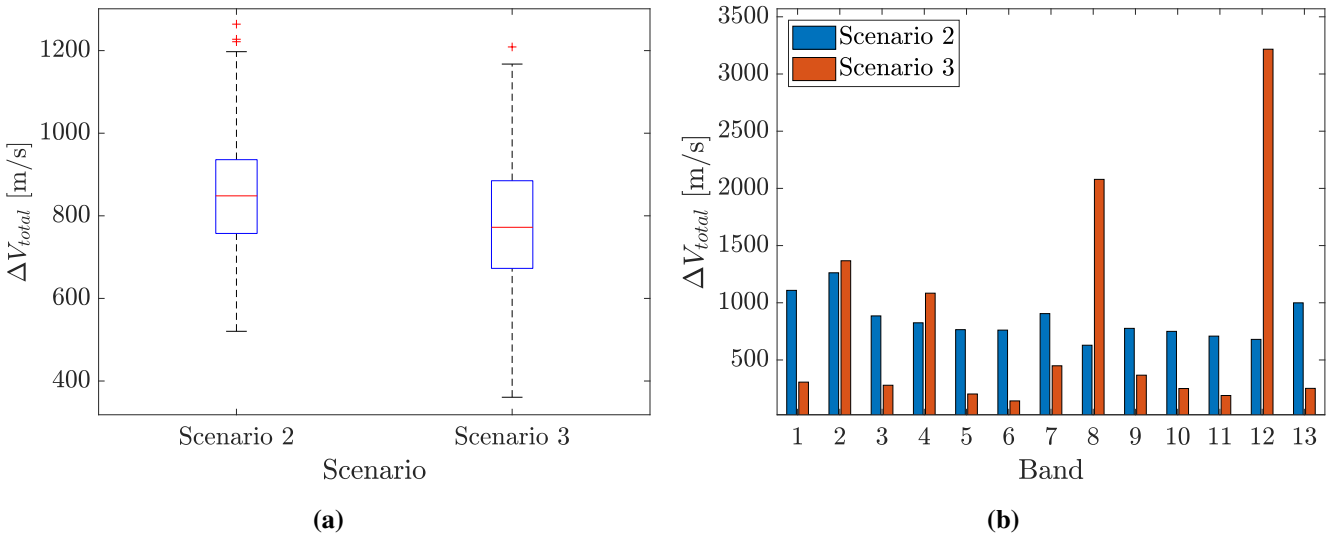 1200
1000
800
600
400
ΔV_total [m/s]
Scenario 2 Scenario 3
Scenario
(a)
3500
3000
2500
2000
1500
1000
500
ΔV_total [m/s]
Scenario 2
Scenario 3
1 2 3 4 5 6 7 8 9 10 11 12 13
Band
(b)